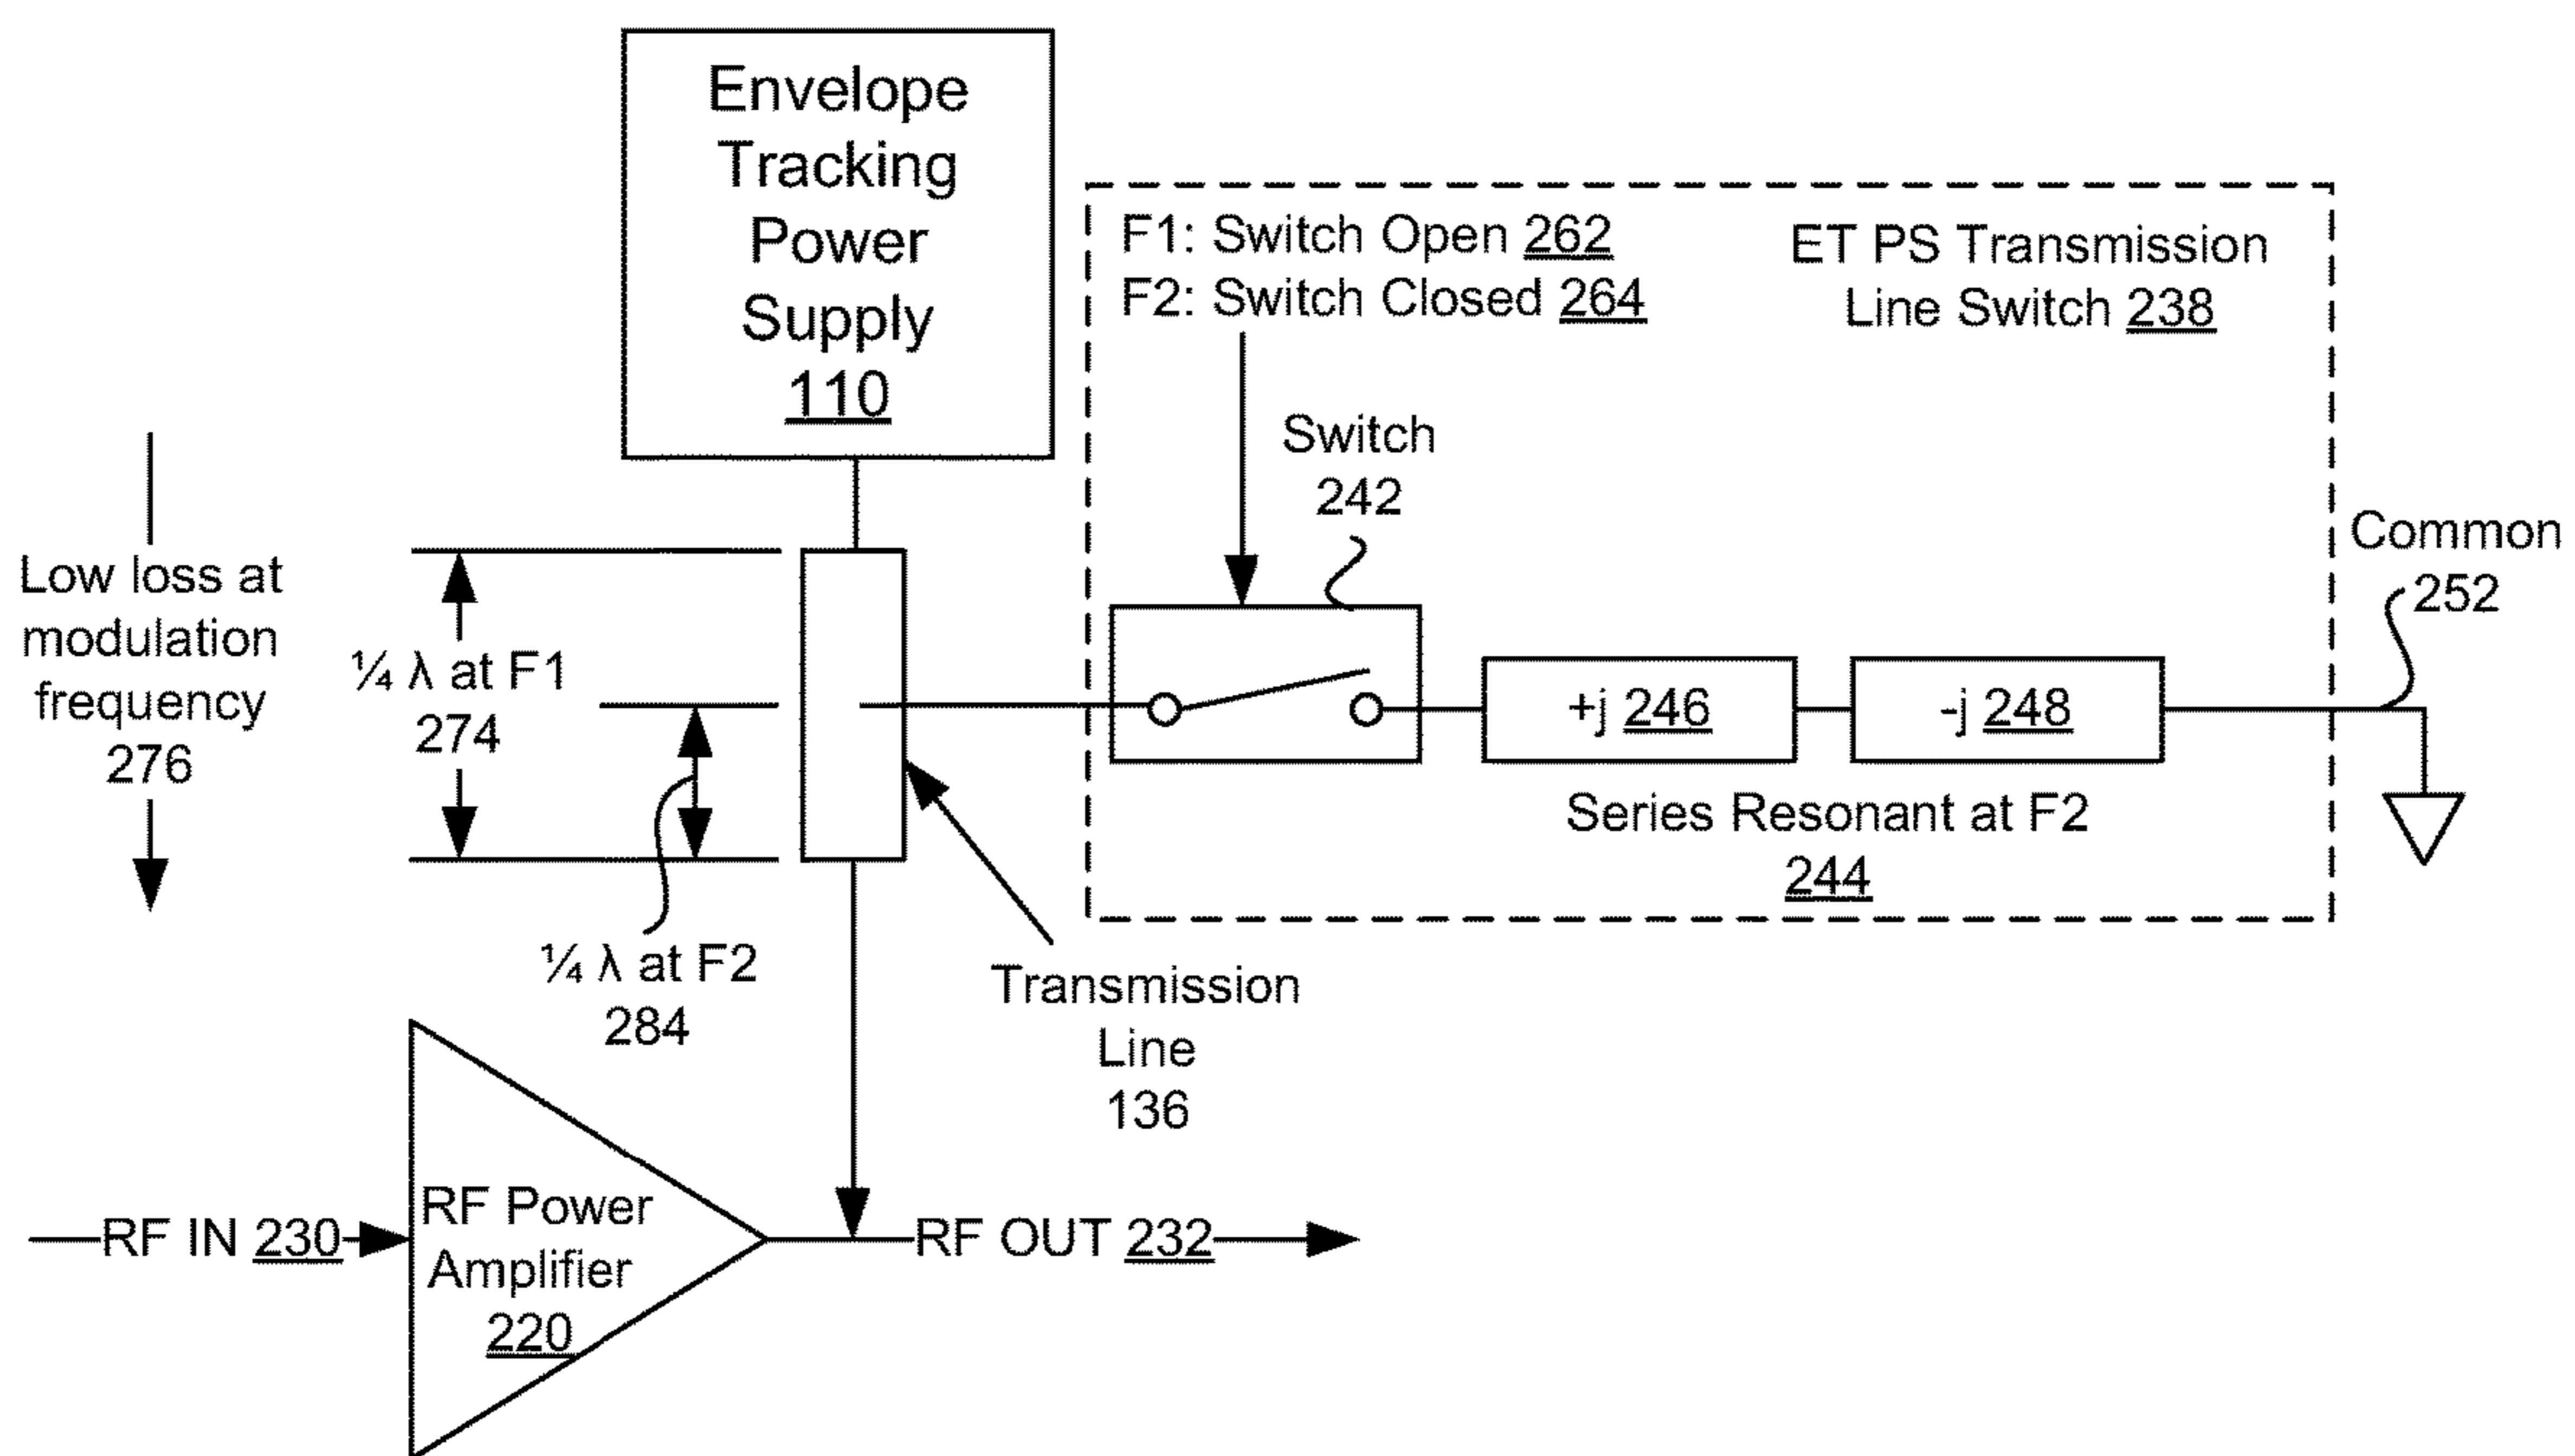 Envelope
Tracking
Power
Supply
110
F1: Switch Open 262
F2: Switch Closed 264
ET PS Transmission
Line Switch 238
Switch
242
Common
252
Low loss at
modulation
frequency
276
¼ λ at F1
274
+j 246
-j 248
Series Resonant at F2
244
¼ λ at F2
284
Transmission
Line
136
RF IN 230
RF Power
Amplifier
220
RF OUT 232